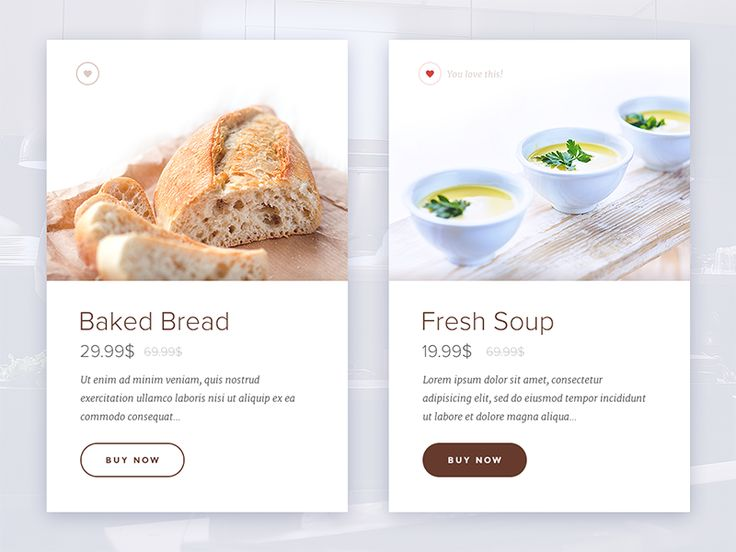 Baked Bread
29.99$ 69.99$
Ut enim ad minim veniam, quis nostrud
exercitation ullamco laboris nisi ut aliquip ex ea
commodo consequat...
BUY NOW
You love this!
Fresh Soup
19.99$ 69.99$
Lorem ipsum dolor sit amet, consectetur
adipisicing elit, sed do eiusmod tempor incididunt
ut labore et dolore magna aliqua...
BUY NOW